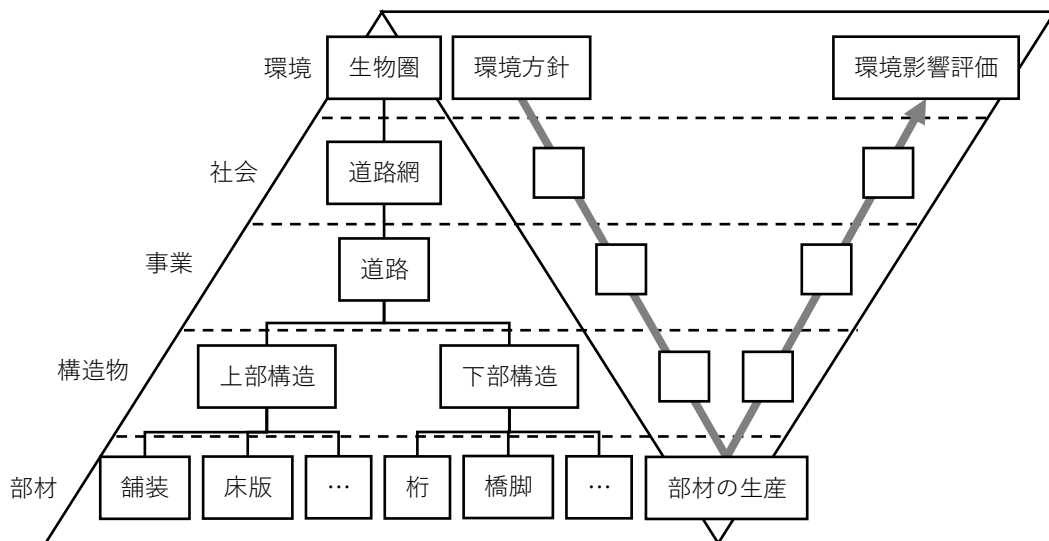 環境
生物圏
環境方針
環境影響評価
社会
道路網
事業
道路
構造物
上部構造
下部構造
部材
舗装
床版
…
桁
橋脚
…
部材の生産